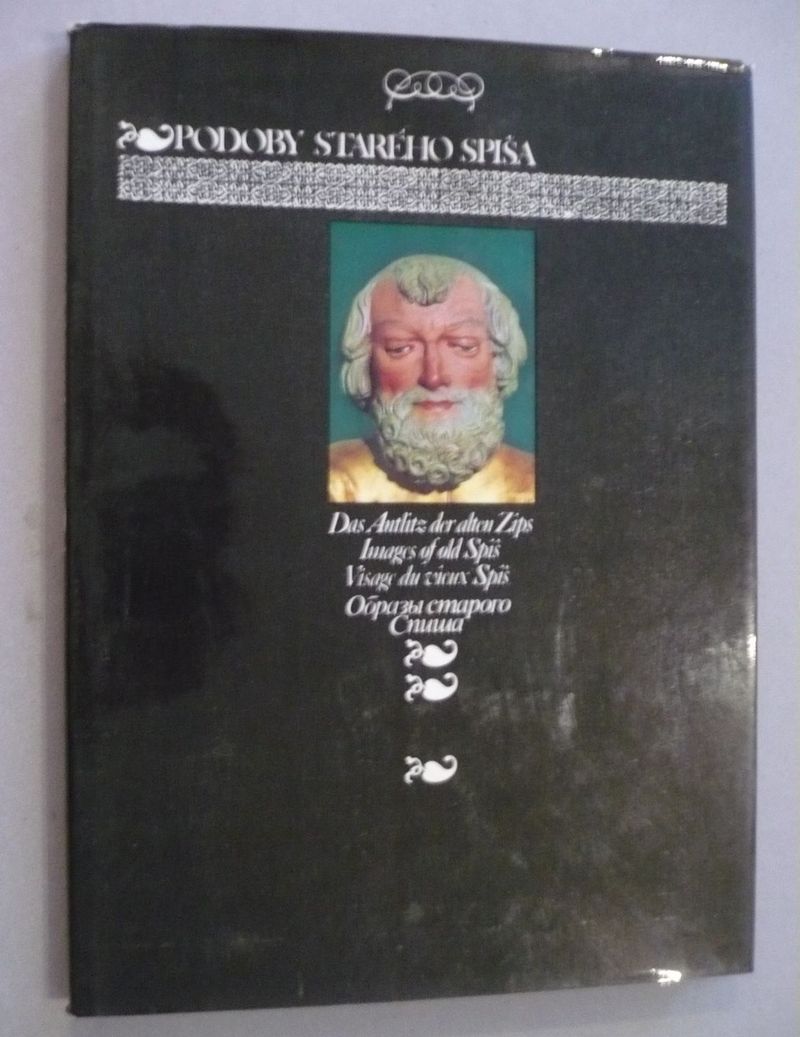 PODOBY STARÉHO SPIŠA
Das Antlitz der alten Zips
Images of old Spiš
Visage du vieux Spiš
Образы старого
Спиша